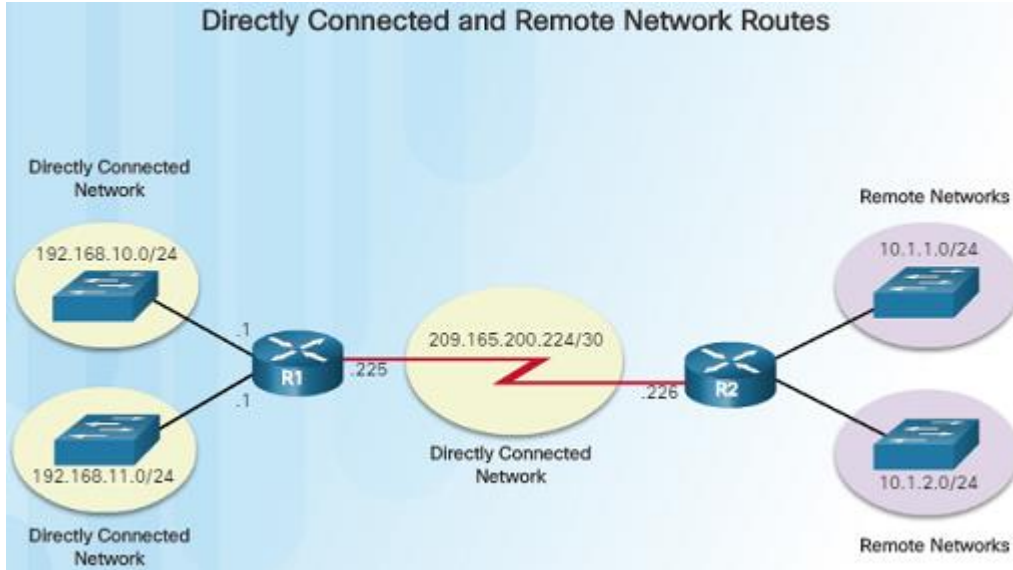 Directly Connected and Remote Network Routes
Directly Connected
Network
192.168.10.0/24
.1
R1
.1
192.168.11.0/24
Directly Connected
Network
.225
209.165.200.224/30
.226
Directly Connected
Network
R2
Remote Networks
10.1.1.0/24
10.1.2.0/24
Remote Networks